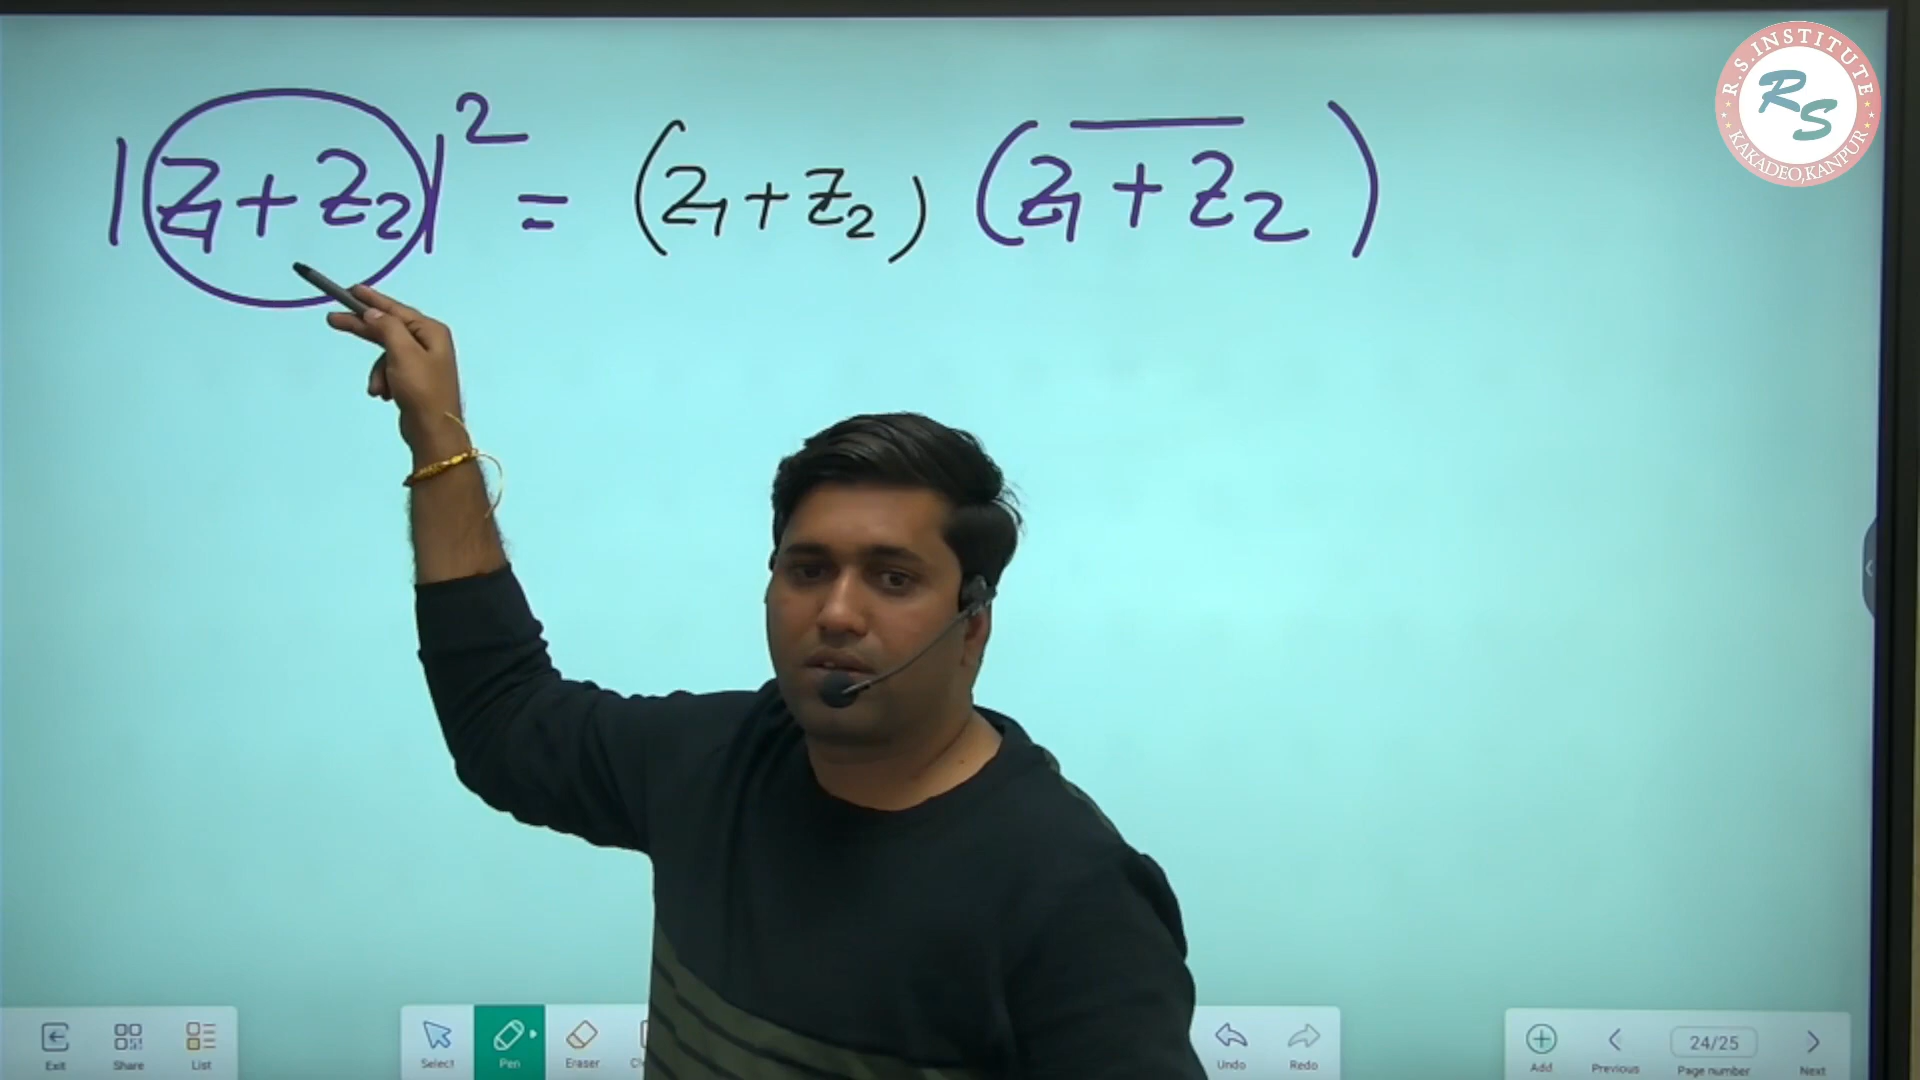 |Z₁ + Z₂|² = (Z₁ + Z₂) (\overline{Z₁ + Z₂})
R.S. INSTITUTE
RS
KAKADEO, KANPUR
Exit Share List Select Pen Eraser Undo Redo Add Previous 24/25 Page number Next